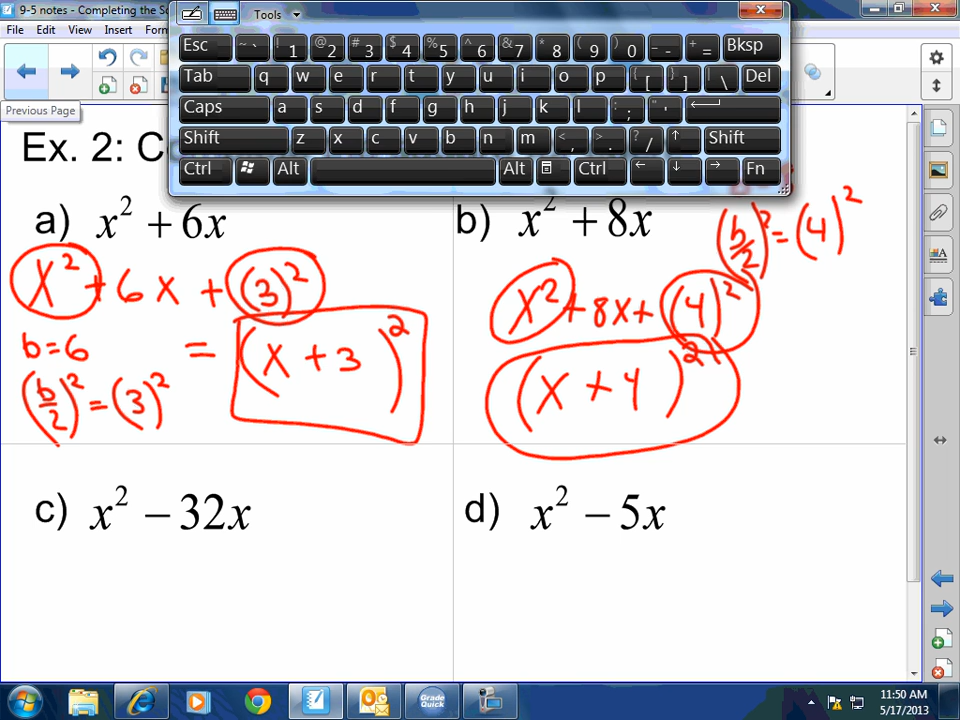 9-5 notes - Completing the Sq
Tools
File Edit View Insert Form
Esc ~ ` ! 1 @ 2 # 3 $ 4 % 5 ^ 6 & 7 * 8 ( 9 ) 0 _ - + = Bksp
Tab q w e r t y u i o p { [ } ] | \ Del
Caps a s d f g h j k l : ; " '
Shift z x c v b n m < , > . ? / ↑ Shift
Ctrl Alt Alt Ctrl ← ↓ → Fn
Previous Page
Ex. 2: C
a) x² + 6x
x² + 6x + (3)²
b = 6
= (x + 3)²
(b/2)² = (3)²
b) x² + 8x
(b/2)² = (4)²
x² + 8x + (4)²
(x + 4)²
c) x² − 32x
d) x² − 5x
Grade Quick
11:50 AM
5/17/2013